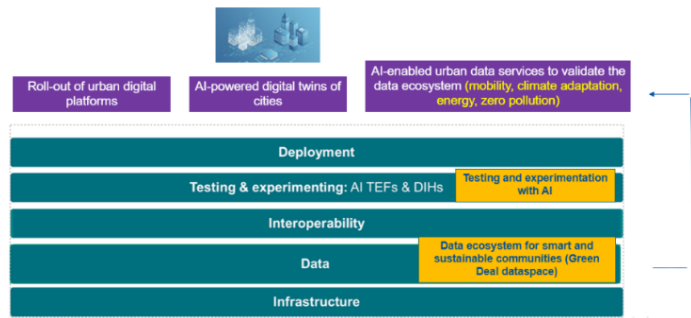 Roll-out of urban digital
platforms
AI-powered digital twins of
cities
AI-enabled urban data services to validate the
data ecosystem (mobility, climate adaptation,
energy, zero pollution)
Deployment
Testing & experimenting: AI TEFs & DIHs
Testing and experimentation
with AI
Interoperability
Data
Data ecosystem for smart and
sustainable communities (Green
Deal dataspace)
Infrastructure